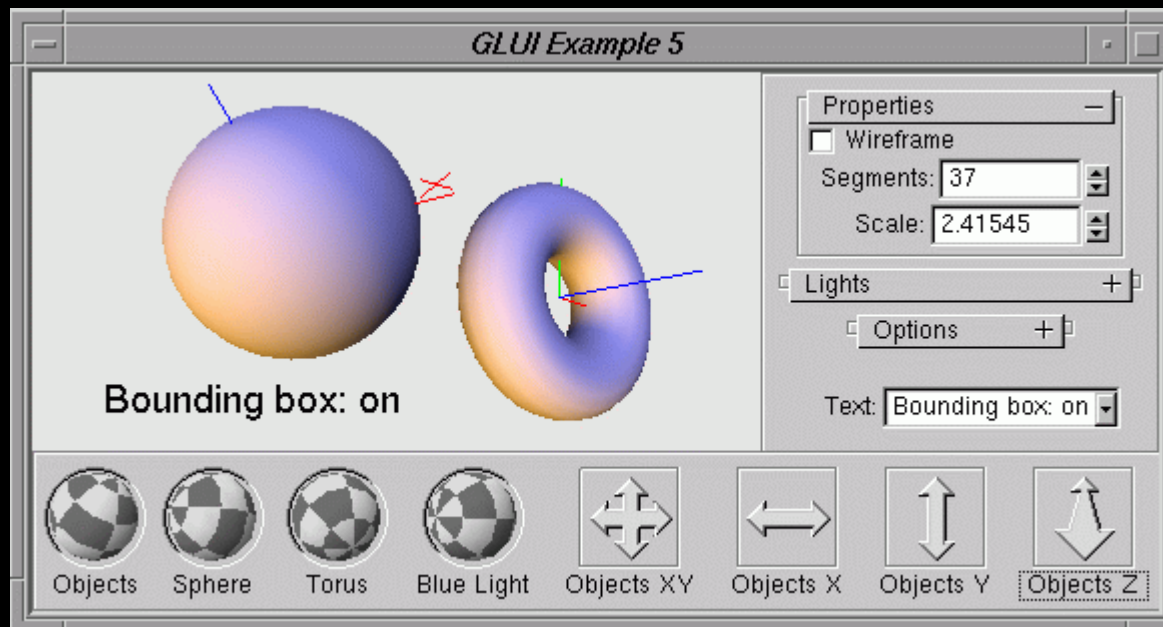 GLUI Example 5
Properties
Wireframe
Segments: 37
Scale: 2.41545
Lights
Options
Text: Bounding box: on
Bounding box: on
Objects Sphere Torus Blue Light Objects XY Objects X Objects Y Objects Z